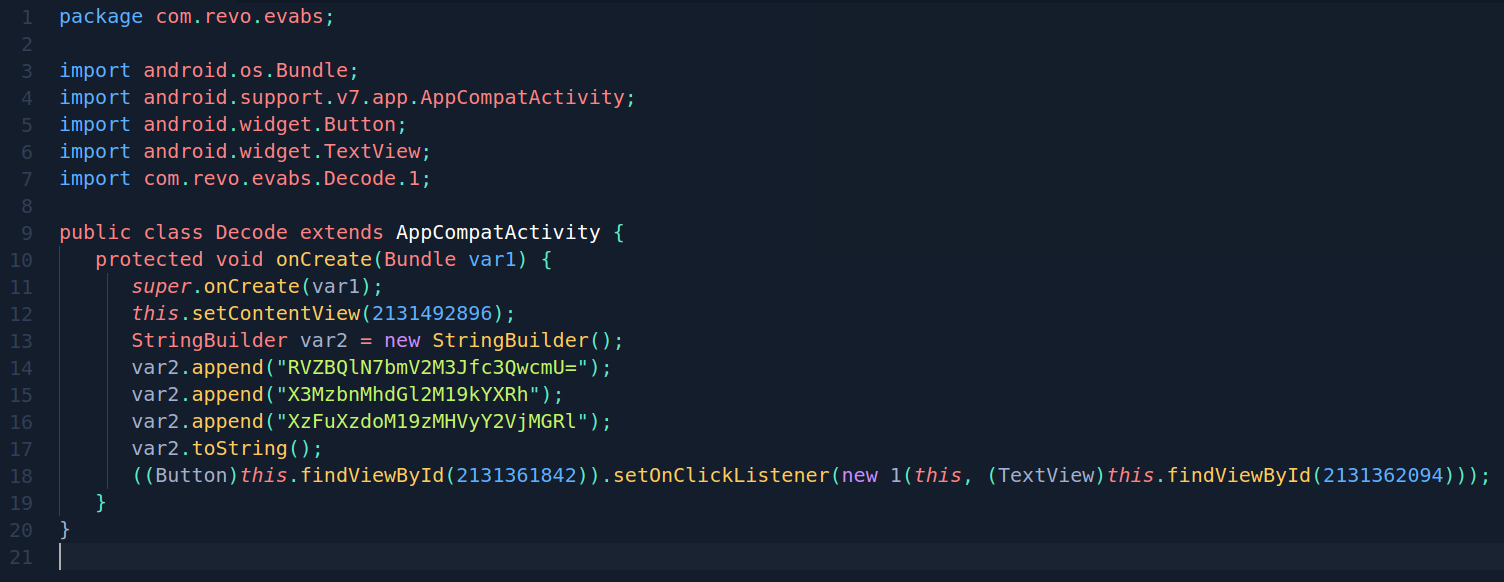 1 package com.revo.evabs;
2
3 import android.os.Bundle;
4 import android.support.v7.app.AppCompatActivity;
5 import android.widget.Button;
6 import android.widget.TextView;
7 import com.revo.evabs.Decode.1;
8
9 public class Decode extends AppCompatActivity {
10    protected void onCreate(Bundle var1) {
11       super.onCreate(var1);
12       this.setContentView(2131492896);
13       StringBuilder var2 = new StringBuilder();
14       var2.append("RVZBQlN7bmV2M3Jfc3QwcmU=");
15       var2.append("X3MzbnMhdGl2M19kYXRh");
16       var2.append("XzFuXzdoM19zMHVyY2VjMGRl");
17       var2.toString();
18       ((Button)this.findViewById(2131361842)).setOnClickListener(new 1(this, (TextView)this.findViewById(2131362094)));
19    }
20 }
21